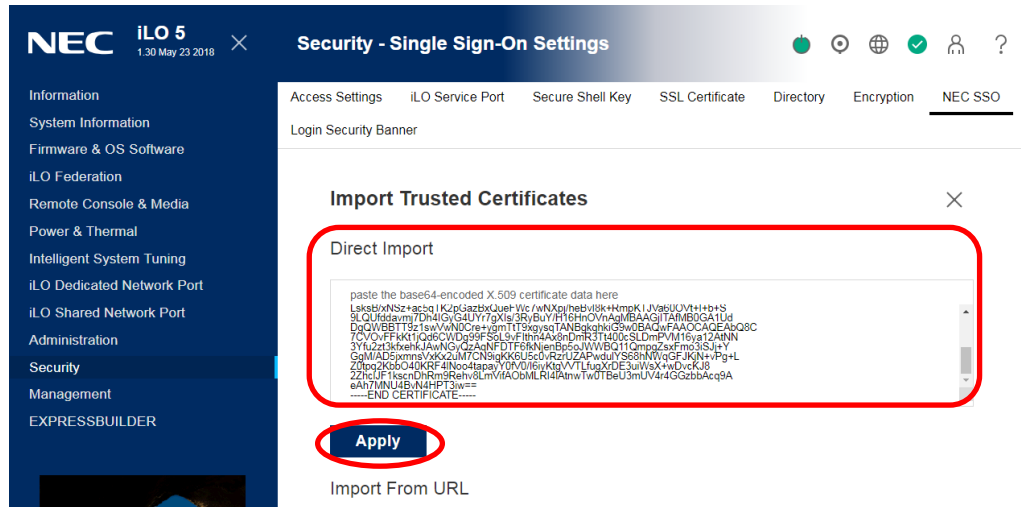 NEC
iLO 5
1.30 May 23 2018
Security - Single Sign-On Settings
?
Information
System Information
Firmware & OS Software
iLO Federation
Remote Console & Media
Power & Thermal
Intelligent System Tuning
iLO Dedicated Network Port
iLO Shared Network Port
Administration
Security
Management
EXPRESSBUILDER
Access Settings iLO Service Port Secure Shell Key SSL Certificate Directory Encryption NEC SSO
Login Security Banner
Import Trusted Certificates
Direct Import
paste the base64-encoded X.509 certificate data here
eAh7MNU4BvN4HPT3iw==
-----END CERTIFICATE-----
Apply
Import From URL